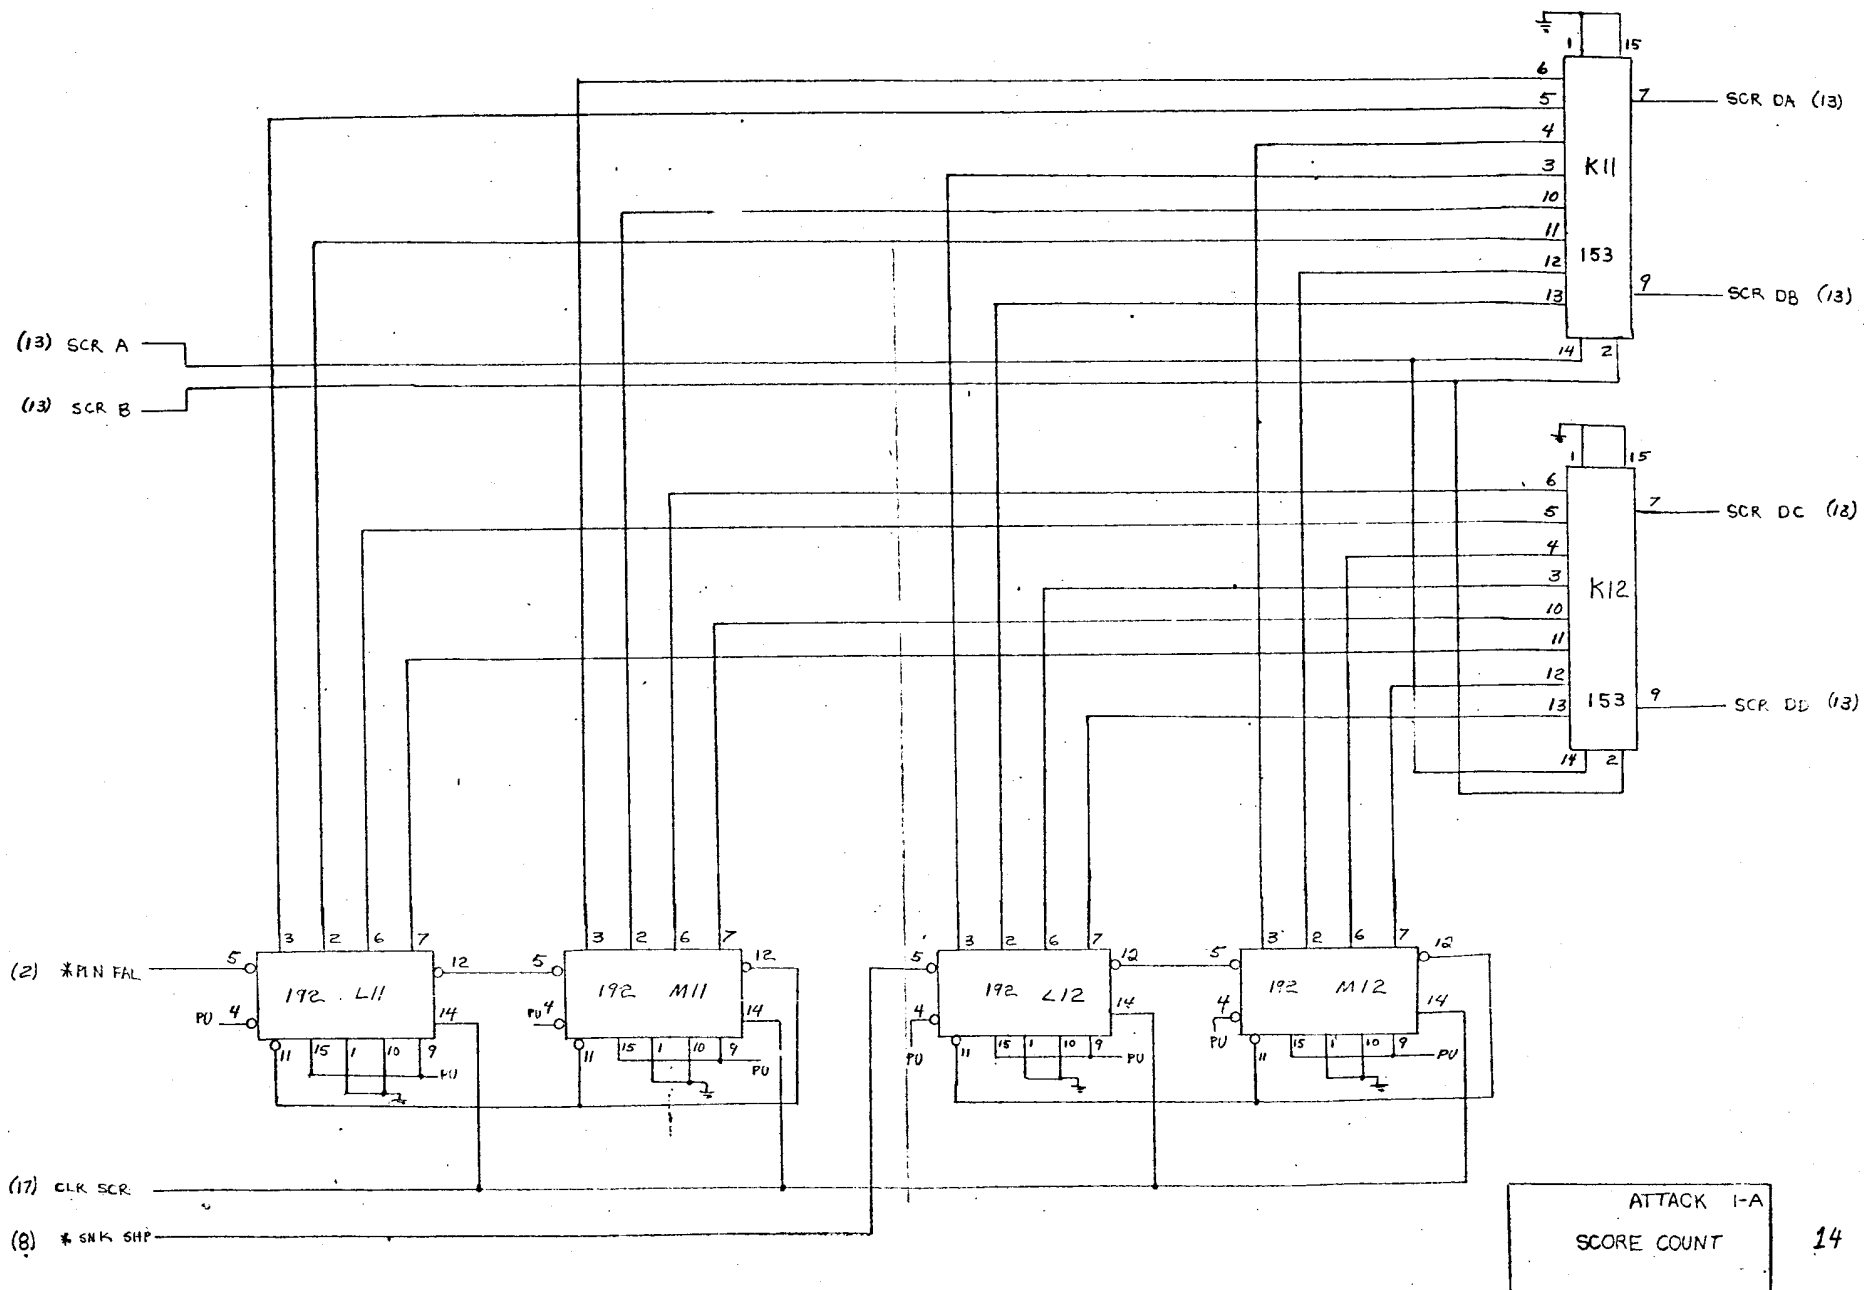 1 15
6
5
4
3
10
11
12
13
K11
153
7 SCR DA (13)
9 SCR DB (13)
14 2
(13) SCR A
(13) SCR B
1 15
6
5
4
3
10
11
12
13
K12
153
7 SCR DC (13)
9 SCR DD (13)
14 2
3 2 6 7
3 2 6 7
3 2 6 7
3 2 6 7
(2) *PLN FAL
5 192 L11 12
PU 4 14
11 15 1 10 9 PU
5 192 M11 12
PU 4 14
11 15 1 10 9 PU
5 192 L12 12
4 14
PU
11 15 1 10 9 PU
5 192 M12 12
4 14
PU
11 15 1 10 9 PU
(17) CLR SCR
(8) * SNK SHP
ATTACK 1-A
SCORE COUNT
14